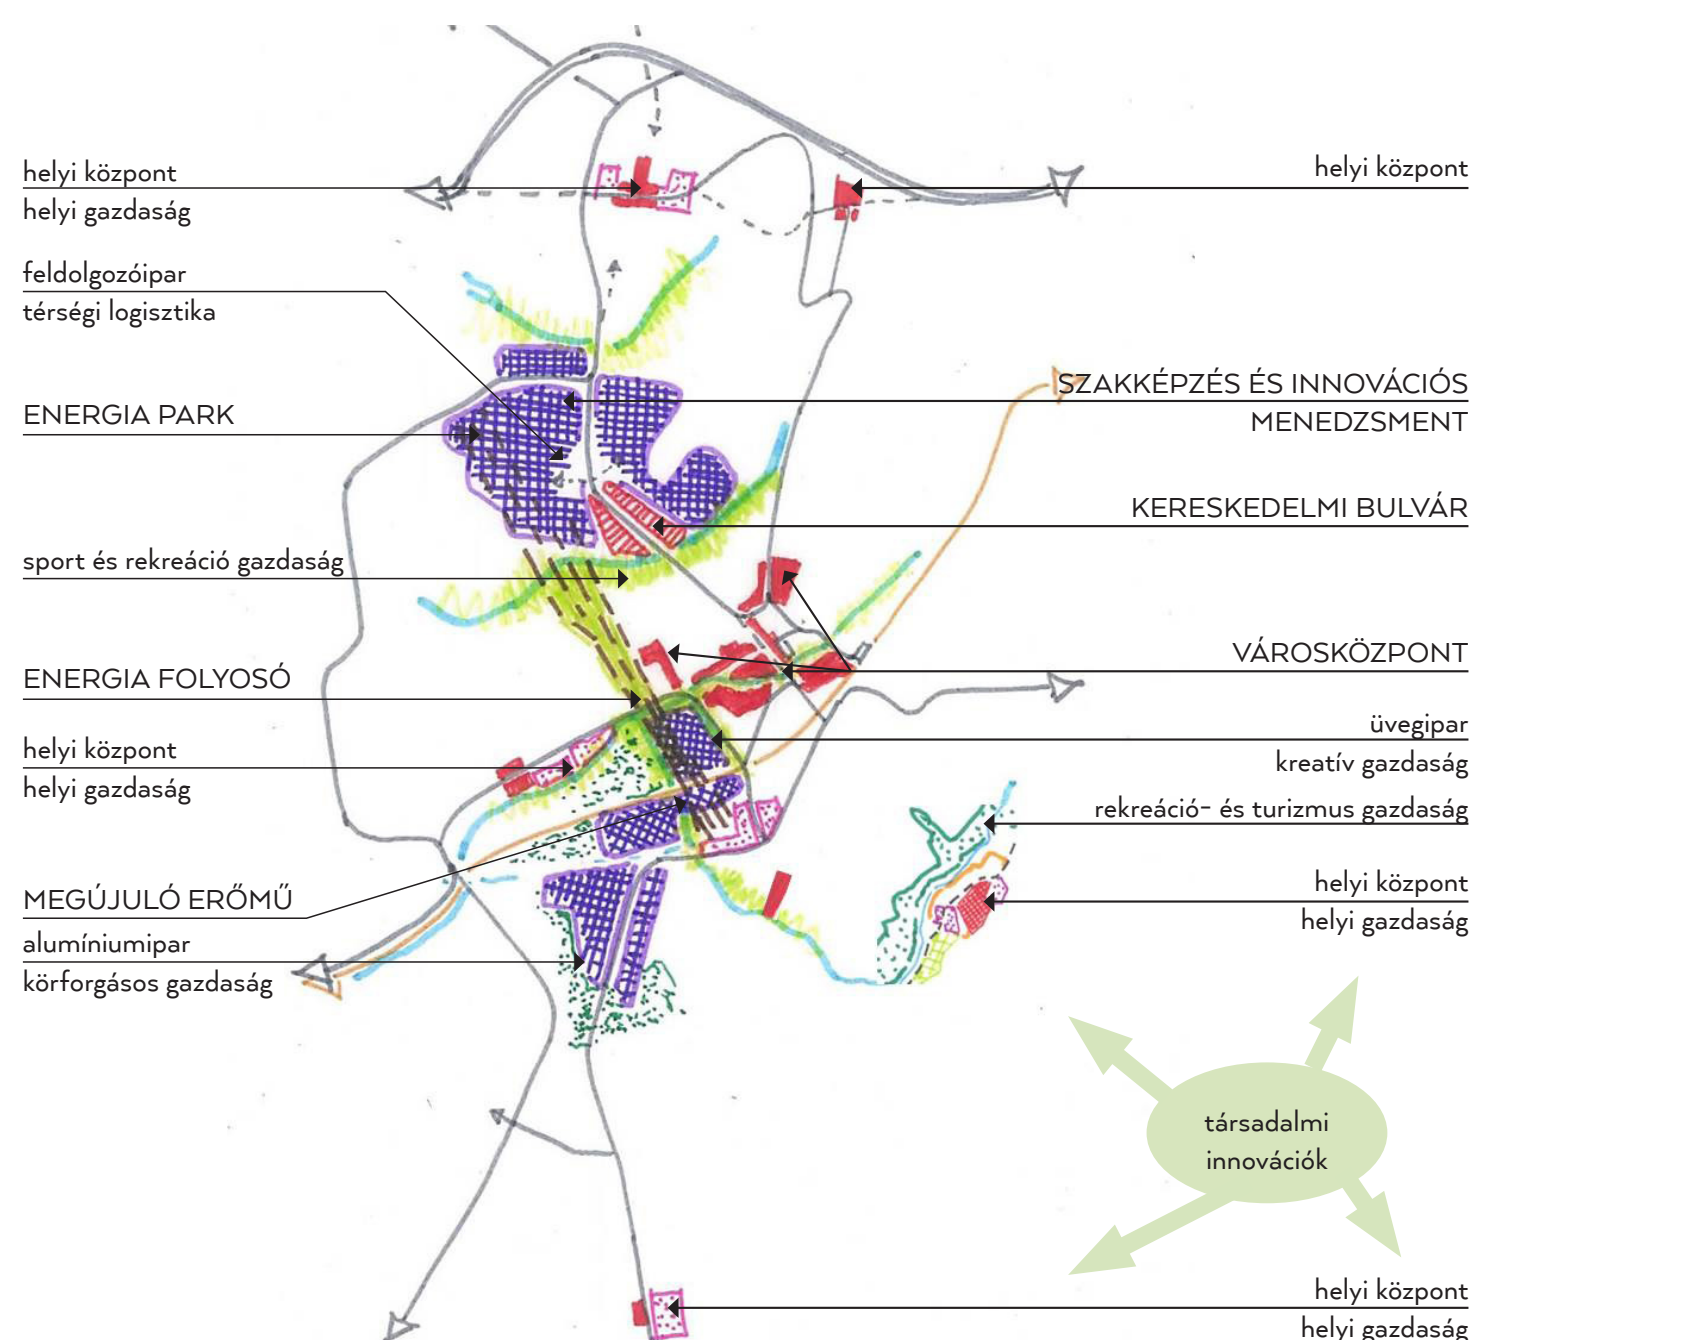 helyi központ
helyi gazdaság
feldolgozóipar
térségi logisztika
ENERGIA PARK
sport és rekreáció gazdaság
ENERGIA FOLYOSÓ
helyi központ
helyi gazdaság
MEGÚJULÓ ERŐMŰ
alumíniumipar
körforgásos gazdaság
helyi központ
SZAKKÉPZÉS ÉS INNOVÁCIÓS
MENEDZSMENT
KERESKEDELMI BULVÁR
VÁROSKÖZPONT
üvegipar
kreatív gazdaság
rekreáció- és turizmus gazdaság
helyi központ
helyi gazdaság
társadalmi
innovációk
helyi központ
helyi gazdaság